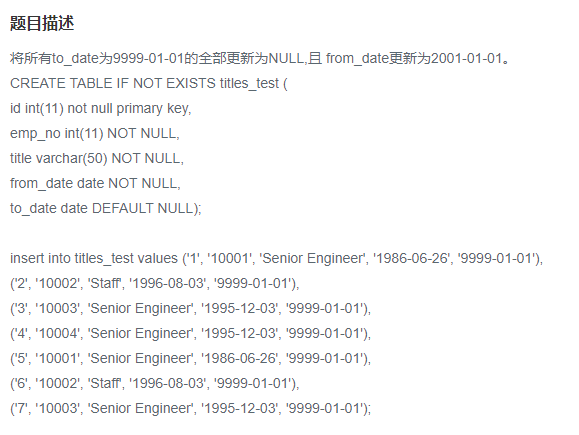 题目描述
将所有to_date为9999-01-01的全部更新为NULL,且 from_date更新为2001-01-01。
CREATE TABLE IF NOT EXISTS titles_test (
id int(11) not null primary key,
emp_no int(11) NOT NULL,
title varchar(50) NOT NULL,
from_date date NOT NULL,
to_date date DEFAULT NULL);
insert into titles_test values ('1', '10001', 'Senior Engineer', '1986-06-26', '9999-01-01'),
('2', '10002', 'Staff', '1996-08-03', '9999-01-01'),
('3', '10003', 'Senior Engineer', '1995-12-03', '9999-01-01'),
('4', '10004', 'Senior Engineer', '1995-12-03', '9999-01-01'),
('5', '10001', 'Senior Engineer', '1986-06-26', '9999-01-01'),
('6', '10002', 'Staff', '1996-08-03', '9999-01-01'),
('7', '10003', 'Senior Engineer', '1995-12-03', '9999-01-01');